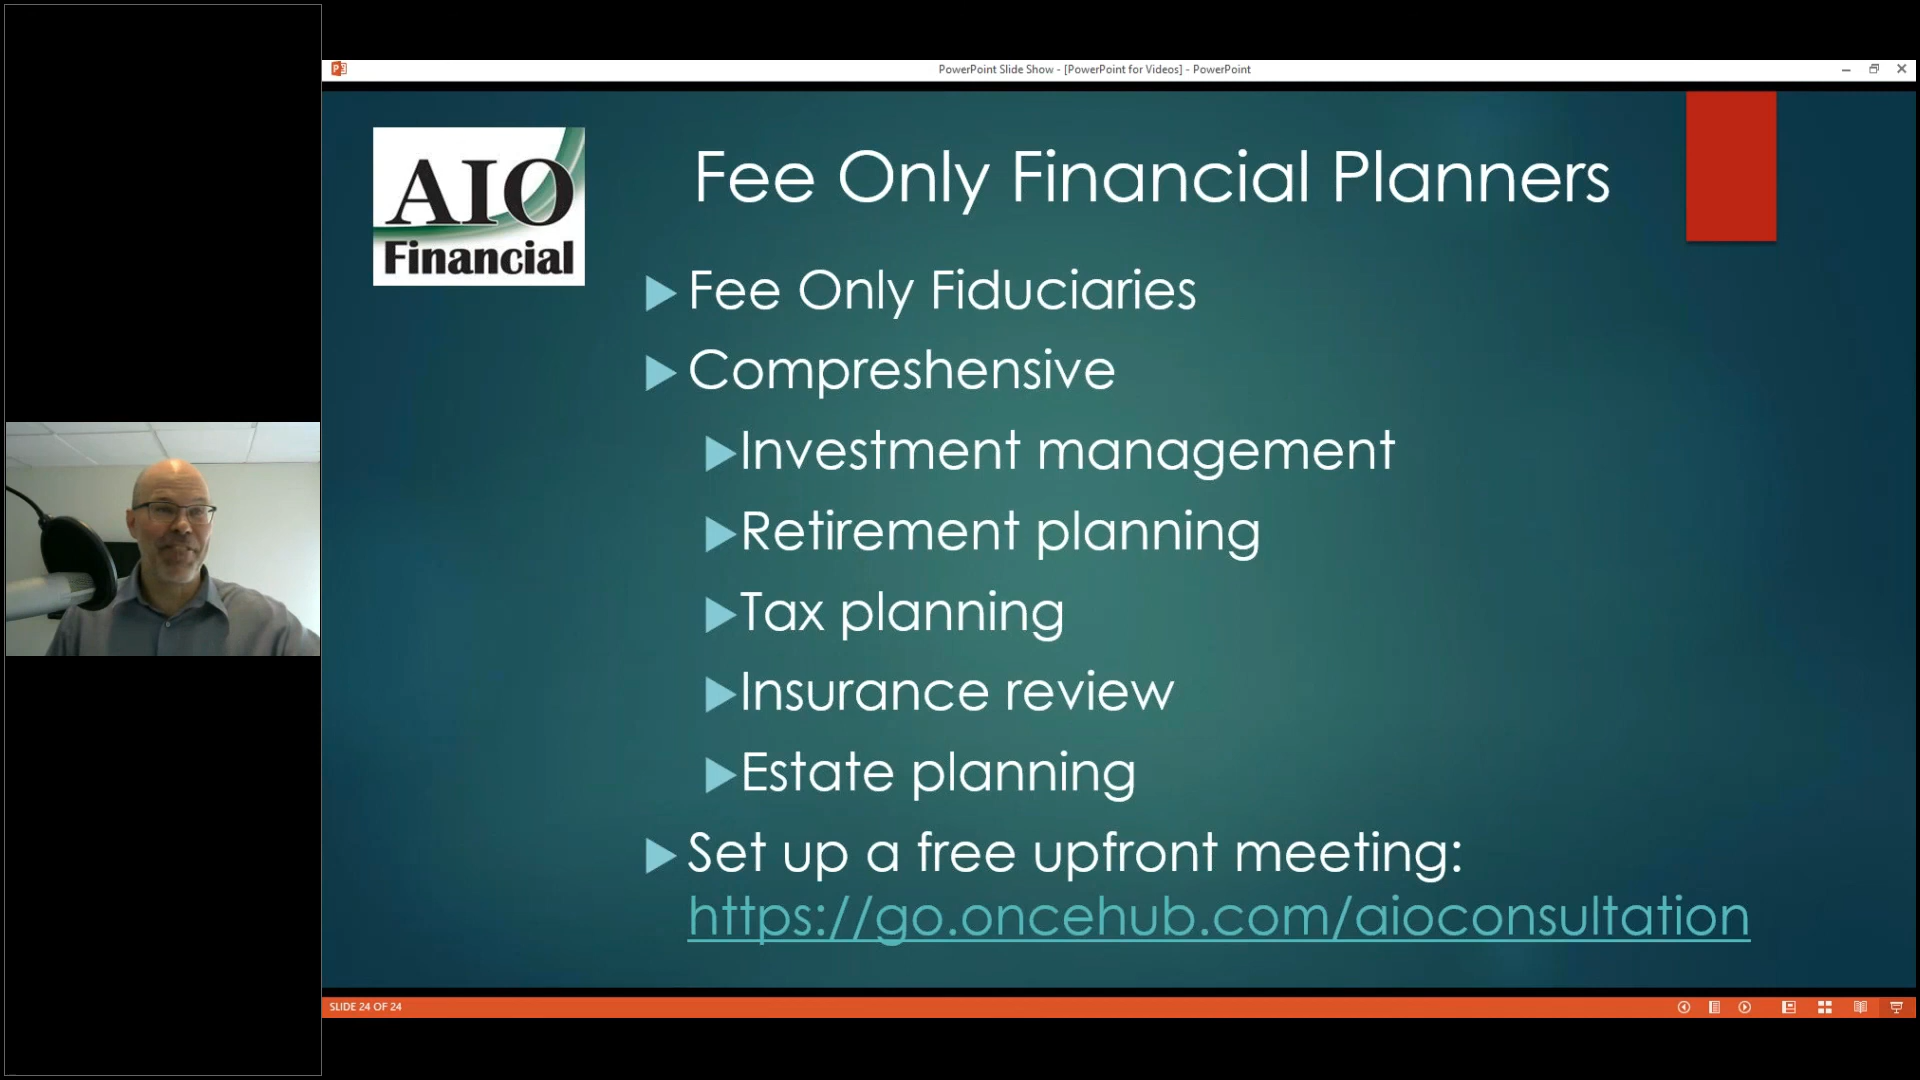 PowerPoint Slide Show - [PowerPoint for Videos] - PowerPoint
AIO
Financial
Fee Only Financial Planners
Fee Only Fiduciaries
Compreshensive
Investment management
Retirement planning
Tax planning
Insurance review
Estate planning
Set up a free upfront meeting:
https://go.oncehub.com/aioconsultation
SLIDE 24 OF 24